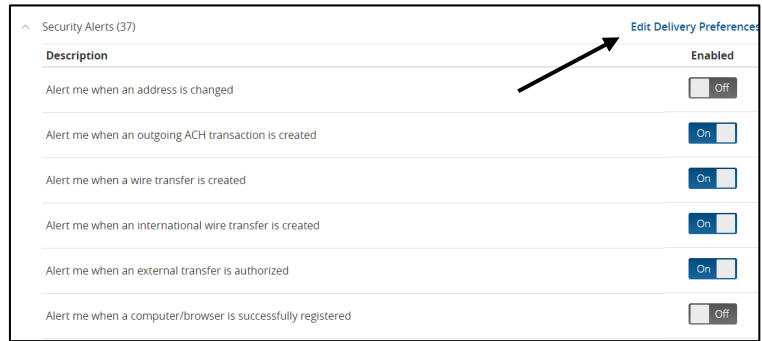 Security Alerts (37) Edit Delivery Preferences
Description Enabled
Alert me when an address is changed Off
Alert me when an outgoing ACH transaction is created On
Alert me when a wire transfer is created On
Alert me when an international wire transfer is created On
Alert me when an external transfer is authorized On
Alert me when a computer/browser is successfully registered Off